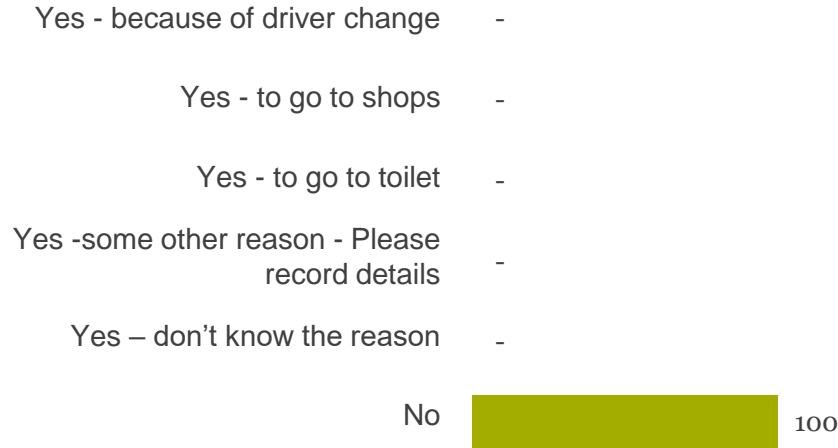 Yes - because of driver change -
Yes - to go to shops -
Yes - to go to toilet -
Yes -some other reason - Please
record details -
Yes – don’t know the reason -
No 100